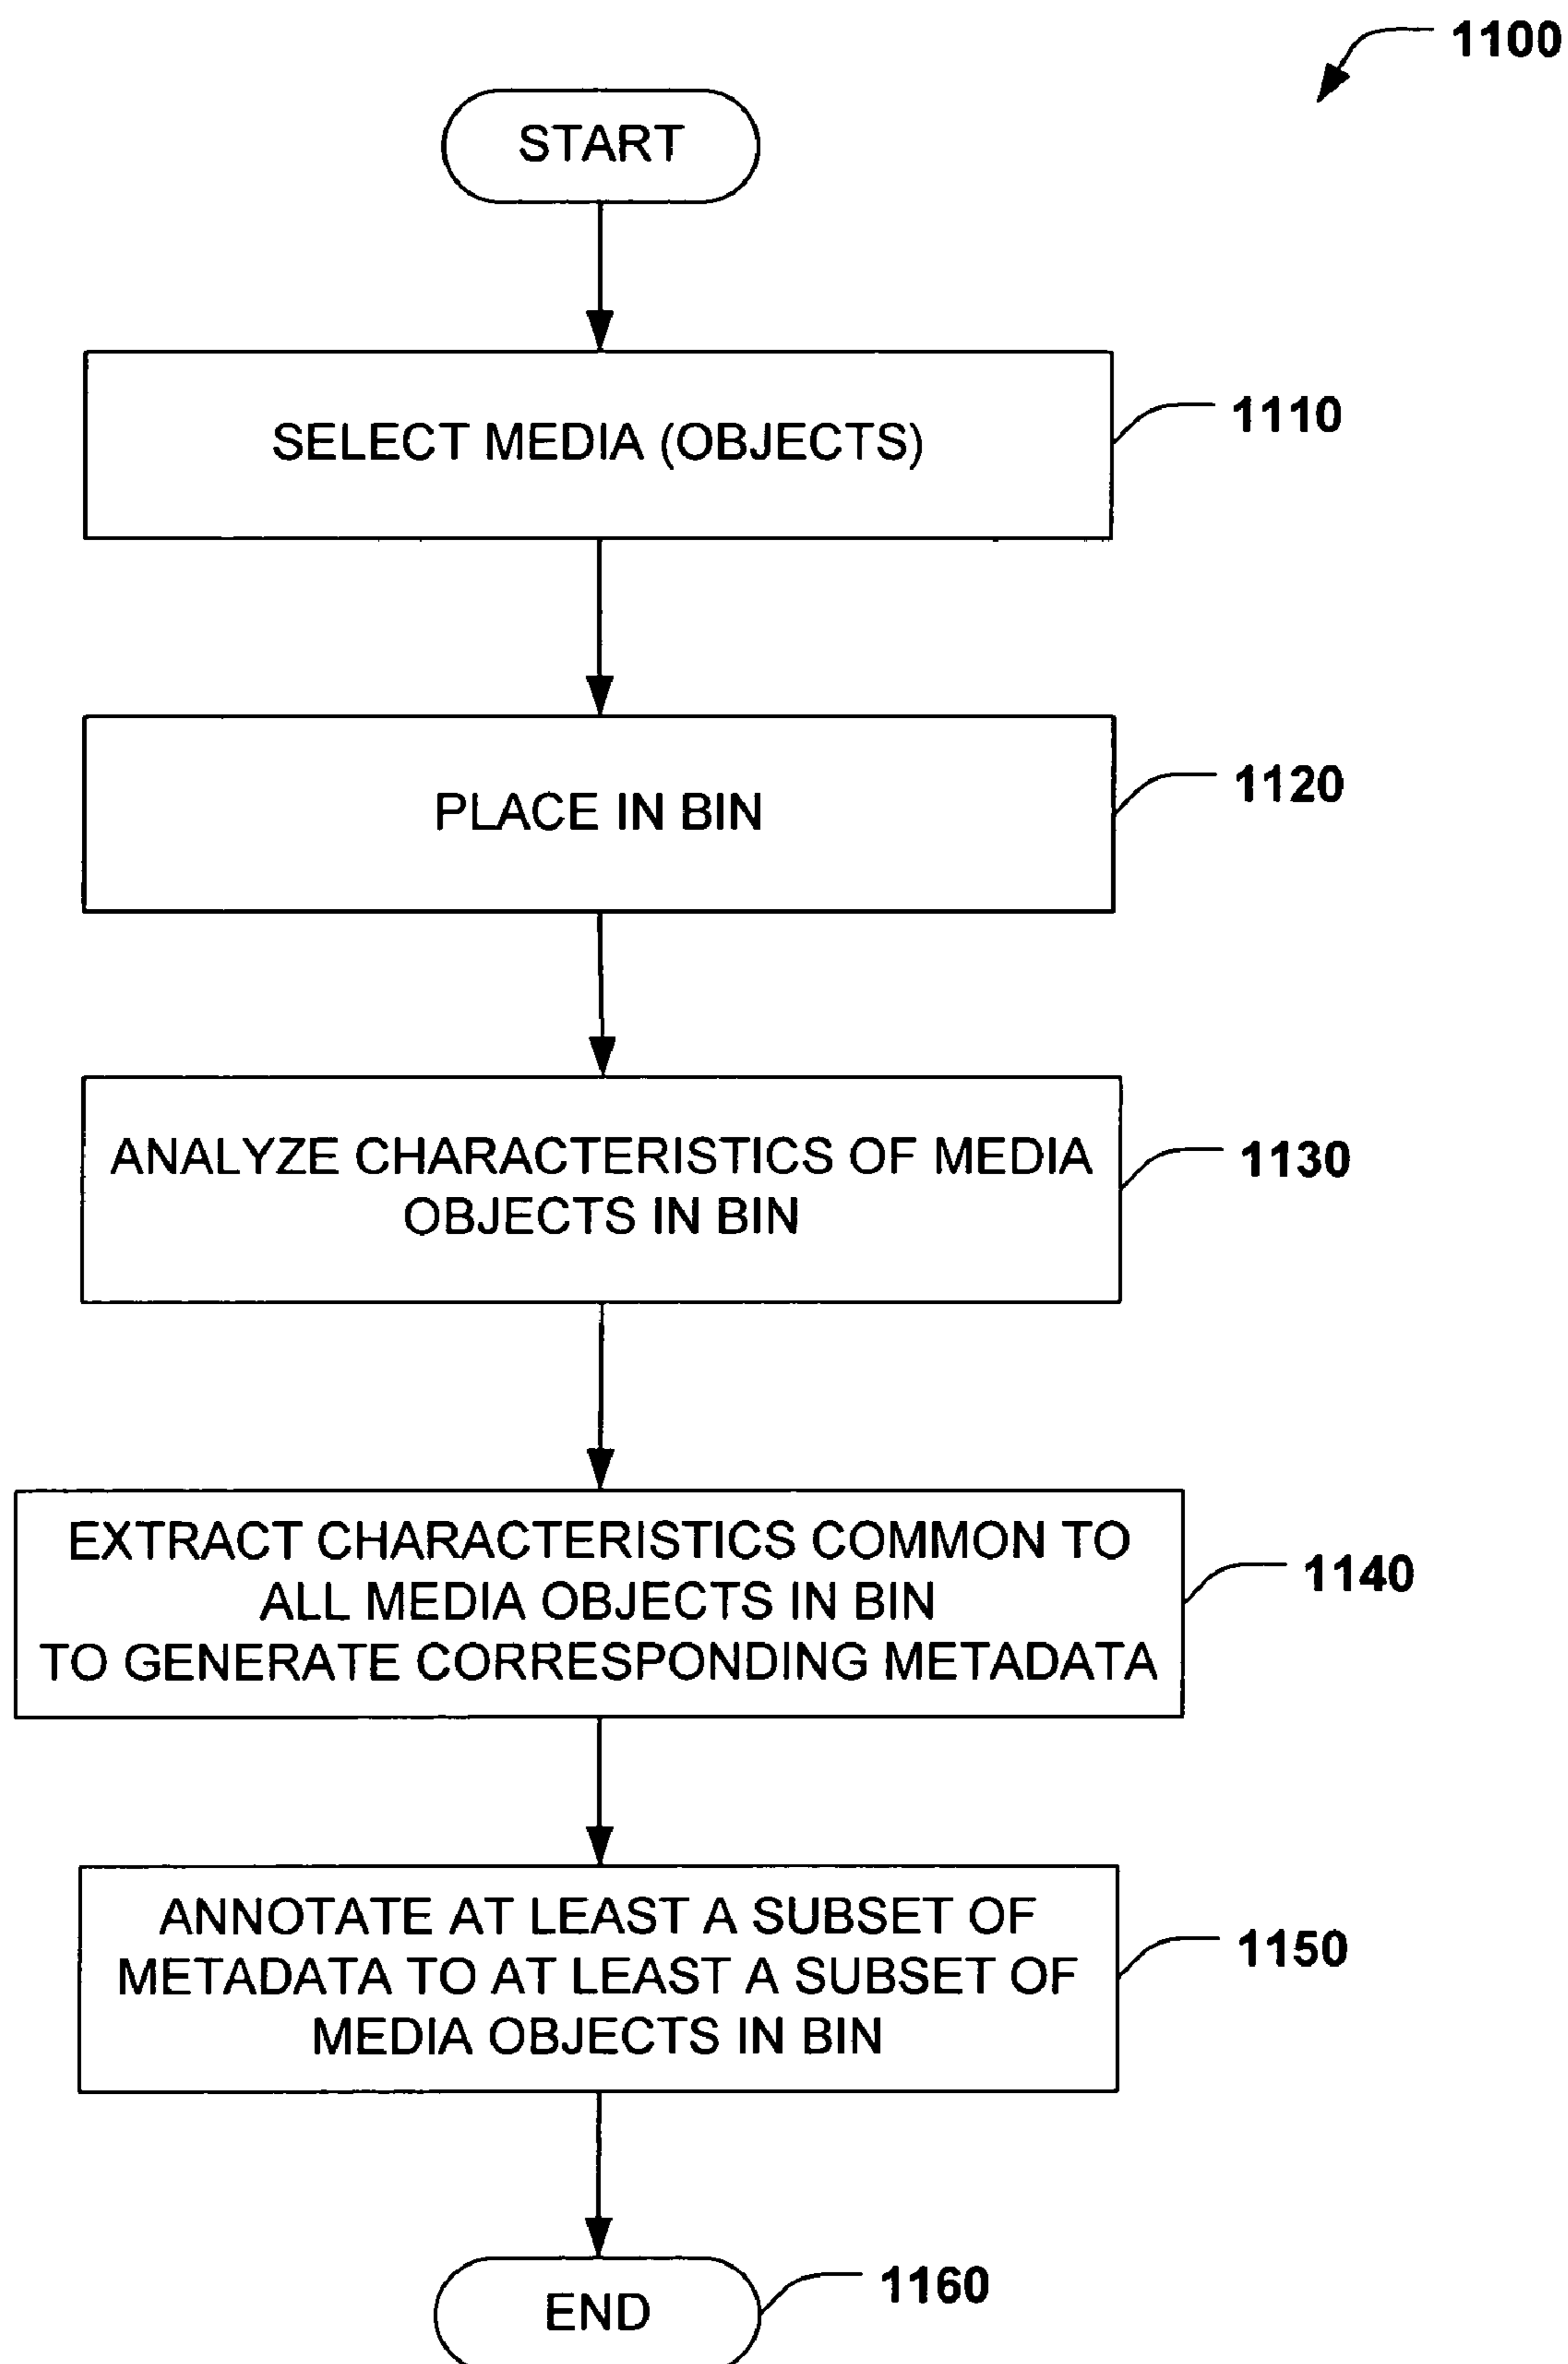 1100
START
SELECT MEDIA (OBJECTS)
1110
PLACE IN BIN
1120
ANALYZE CHARACTERISTICS OF MEDIA
OBJECTS IN BIN
1130
EXTRACT CHARACTERISTICS COMMON TO
ALL MEDIA OBJECTS IN BIN
TO GENERATE CORRESPONDING METADATA
1140
ANNOTATE AT LEAST A SUBSET OF
METADATA TO AT LEAST A SUBSET OF
MEDIA OBJECTS IN BIN
1150
END
1160